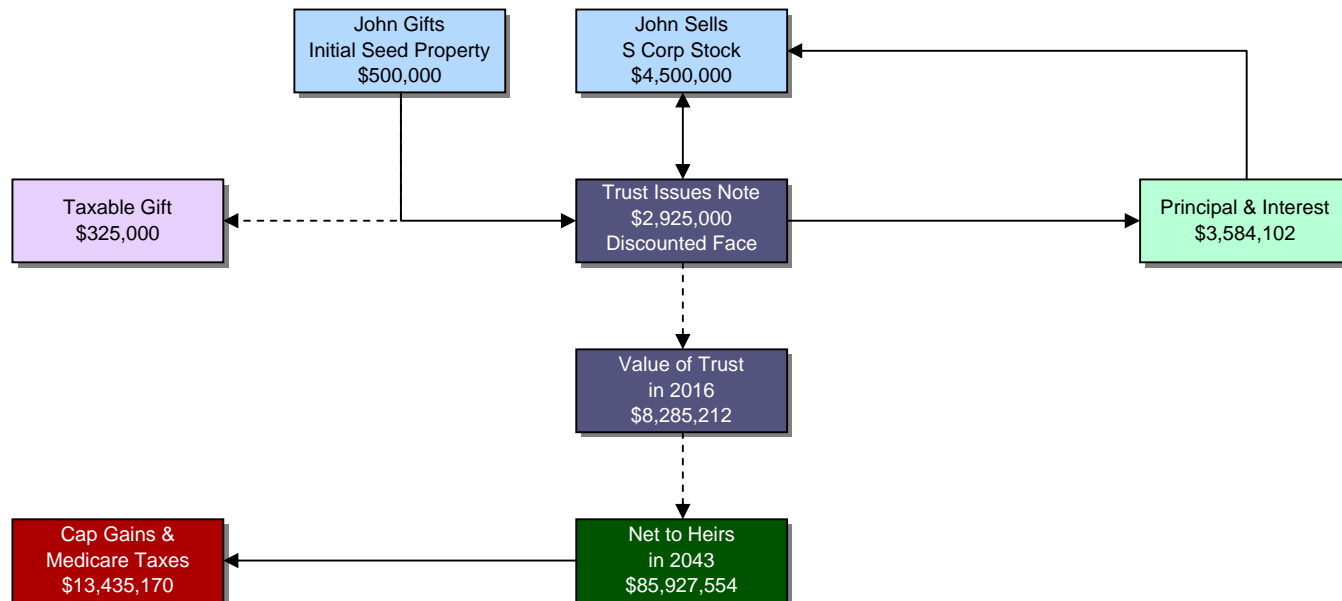 John Gifts
Initial Seed Property
$500,000
John Sells
S Corp Stock
$4,500,000
Taxable Gift
$325,000
Trust Issues Note
$2,925,000
Discounted Face
Principal & Interest
$3,584,102
Value of Trust
in 2016
$8,285,212
Cap Gains &
Medicare Taxes
$13,435,170
Net to Heirs
in 2043
$85,927,554